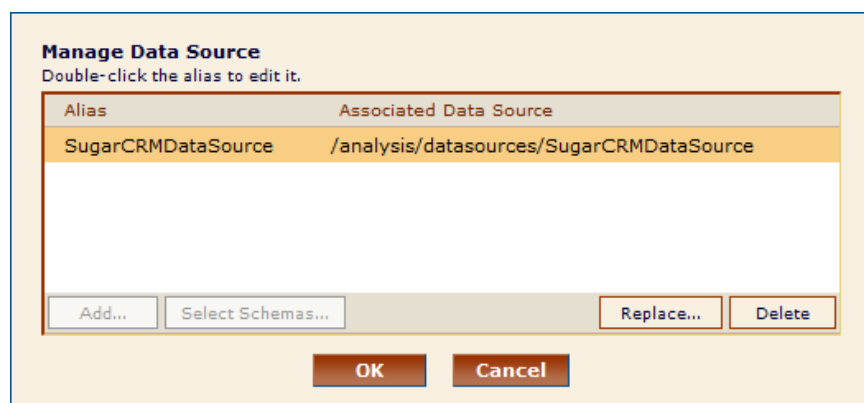 Manage Data Source
Double-click the alias to edit it.
Alias Associated Data Source
SugarCRMDataSource /analysis/datasources/SugarCRMDataSource
Add... Select Schemas... Replace... Delete
OK Cancel